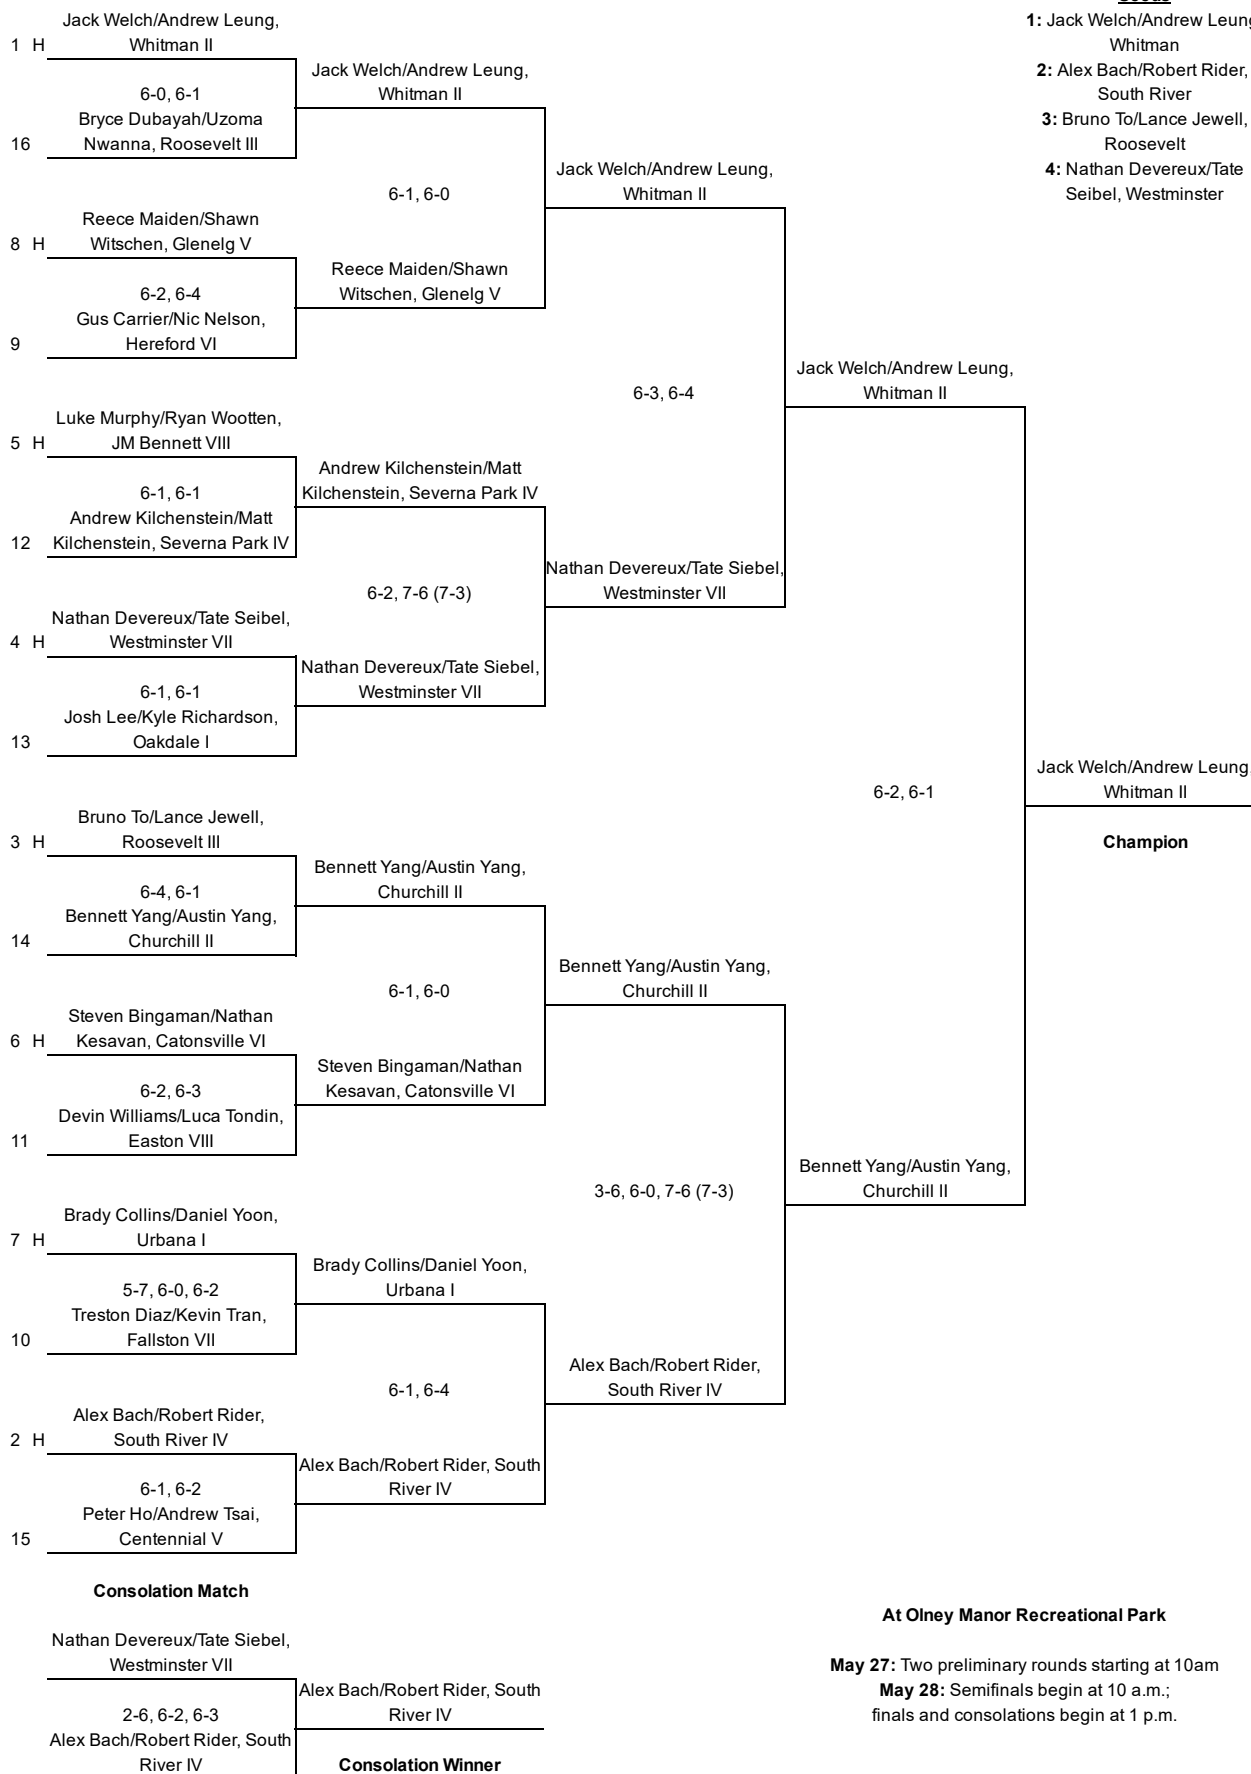 Seeds
1: Jack Welch/Andrew Leung
Whitman
2: Alex Bach/Robert Rider,
South River
3: Bruno To/Lance Jewell,
Roosevelt
4: Nathan Devereux/Tate
Seibel, Westminster
Jack Welch/Andrew Leung,
1 H Whitman II
6-0, 6-1
Bryce Dubayah/Uzoma
16 Nwanna, Roosevelt III
Reece Maiden/Shawn
8 H Witschen, Glenelg V
6-2, 6-4
Gus Carrier/Nic Nelson,
9 Hereford VI
Luke Murphy/Ryan Wootten,
5 H JM Bennett VIII
6-1, 6-1
Andrew Kilchenstein/Matt
12 Kilchenstein, Severna Park IV
Nathan Devereux/Tate Seibel,
4 H Westminster VII
6-1, 6-1
Josh Lee/Kyle Richardson,
13 Oakdale I
Bruno To/Lance Jewell,
3 H Roosevelt III
6-4, 6-1
Bennett Yang/Austin Yang,
14 Churchill II
Steven Bingaman/Nathan
6 H Kesavan, Catonsville VI
6-2, 6-3
Devin Williams/Luca Tondin,
11 Easton VIII
Brady Collins/Daniel Yoon,
7 H Urbana I
5-7, 6-0, 6-2
Treston Diaz/Kevin Tran,
10 Fallston VII
Alex Bach/Robert Rider,
2 H South River IV
6-1, 6-2
Peter Ho/Andrew Tsai,
15 Centennial V
Jack Welch/Andrew Leung,
Whitman II
6-1, 6-0
Reece Maiden/Shawn
Witschen, Glenelg V
Andrew Kilchenstein/Matt
Kilchenstein, Severna Park IV
6-2, 7-6 (7-3)
Nathan Devereux/Tate Siebel,
Westminster VII
Bennett Yang/Austin Yang,
Churchill II
6-1, 6-0
Steven Bingaman/Nathan
Kesavan, Catonsville VI
Brady Collins/Daniel Yoon,
Urbana I
6-1, 6-4
Alex Bach/Robert Rider, South
River IV
Jack Welch/Andrew Leung,
Whitman II
6-3, 6-4
Nathan Devereux/Tate Siebel,
Westminster VII
Bennett Yang/Austin Yang,
Churchill II
3-6, 6-0, 7-6 (7-3)
Alex Bach/Robert Rider,
South River IV
Jack Welch/Andrew Leung,
Whitman II
6-2, 6-1
Bennett Yang/Austin Yang,
Churchill II
Jack Welch/Andrew Leung,
Whitman II
Champion
Consolation Match
Nathan Devereux/Tate Siebel,
Westminster VII
2-6, 6-2, 6-3
Alex Bach/Robert Rider, South
River IV
Alex Bach/Robert Rider, South
River IV
Consolation Winner
At Olney Manor Recreational Park
May 27: Two preliminary rounds starting at 10am
May 28: Semifinals begin at 10 a.m.;
finals and consolations begin at 1 p.m.